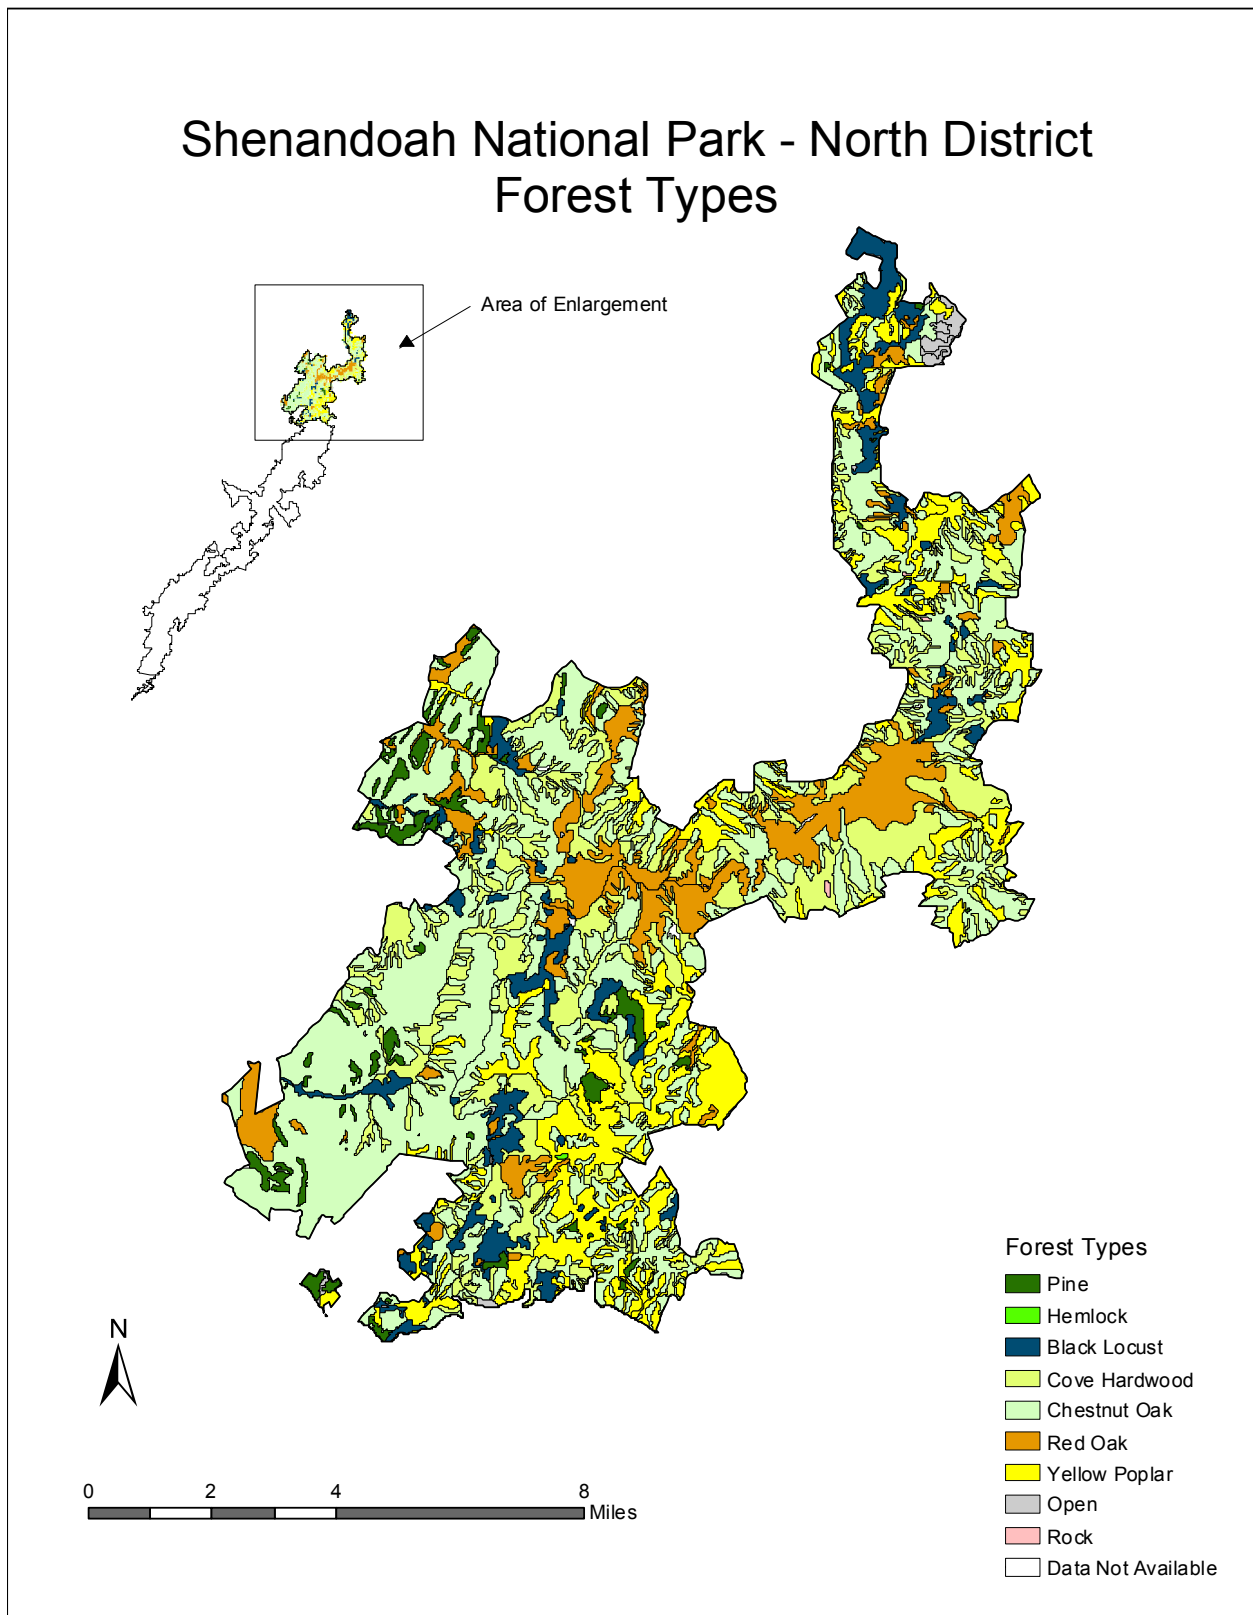 Shenandoah National Park - North District
Forest Types
Area of Enlargement
Forest Types
Pine
Hemlock
Black Locust
Cove Hardwood
Chestnut Oak
Red Oak
Yellow Poplar
Open
Rock
Data Not Available
N
0 2 4 8
Miles